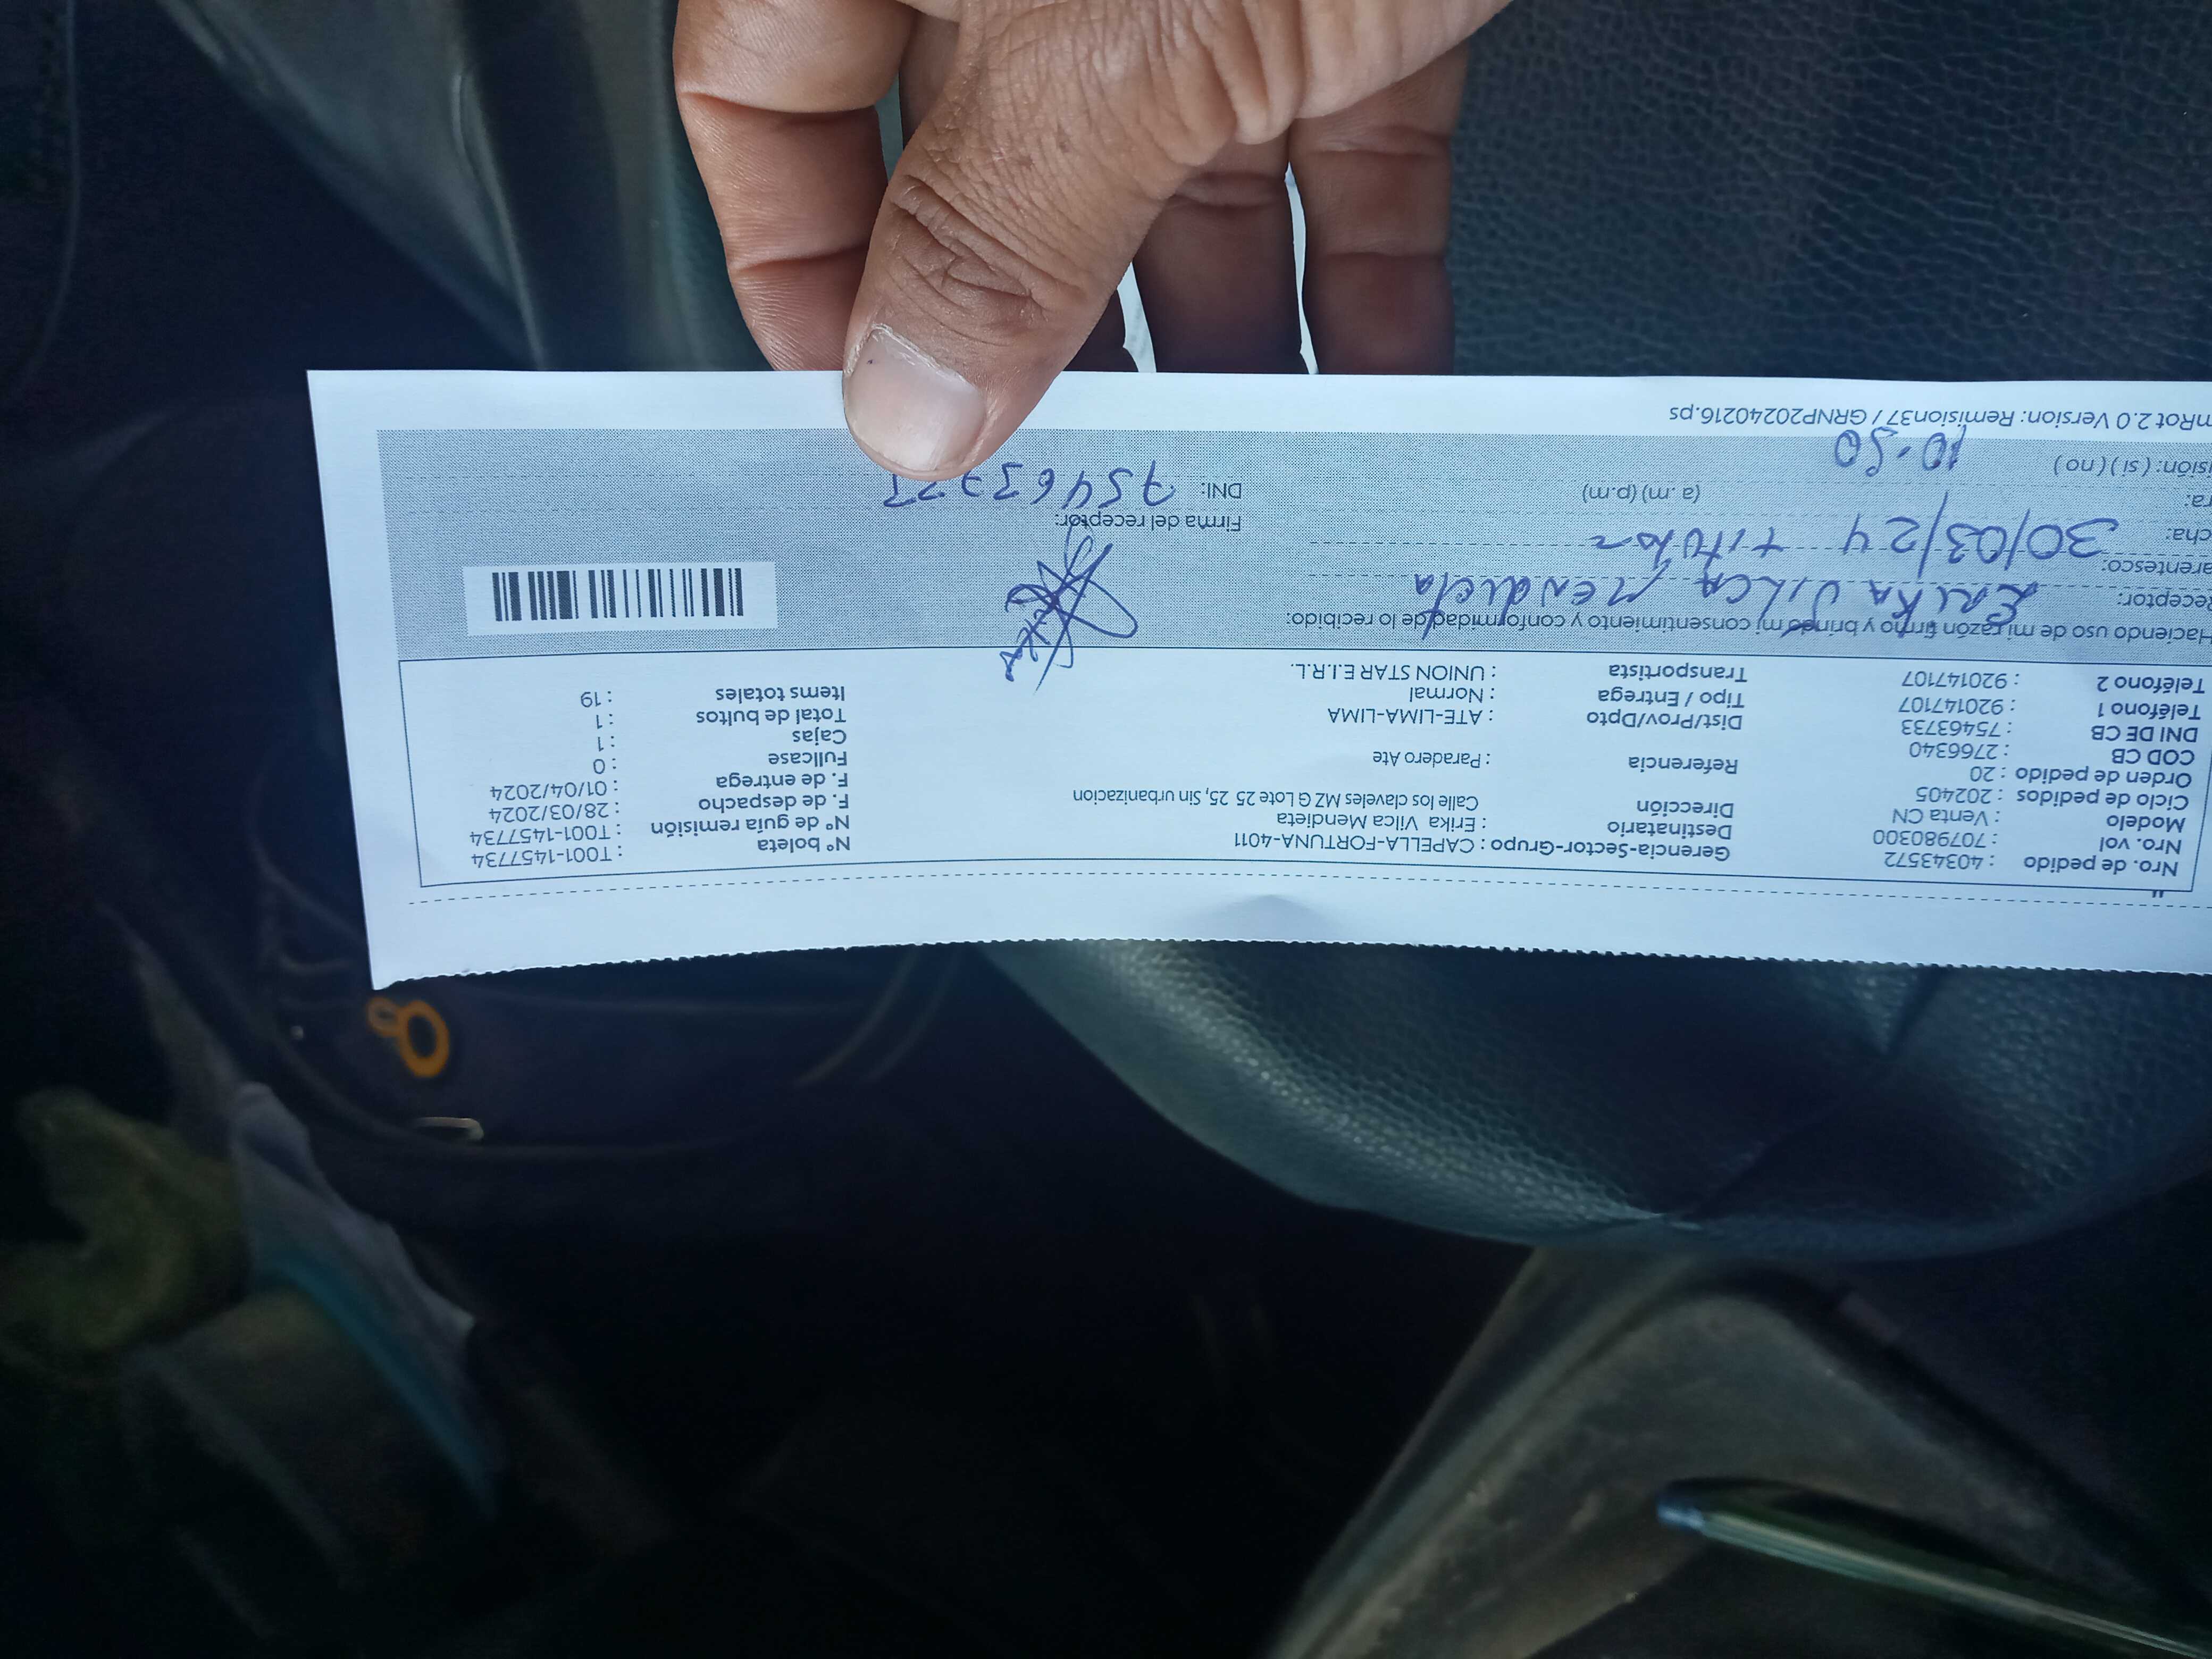 Nro. de pedido : 40343572 Gerencia-Sector-Grupo : CAPELLA-FORTUNA-4011 N° boleta : T001-1457734
Nro. vol : 707980300 Destinatario : Erika Vilca Mendieta N° de guía remisión : T001-1457734
Modelo : Venta CN Dirección Calle los claveles MZ G Lote 25 25, Sin urbanizacion F. de despacho : 28/03/2024
Ciclo de pedidos : 202405 F. de entrega : 01/04/2024
Orden de pedido : 20 Referencia : Paradero Ate Fullcase : 0
COD CB : 2766340 Cajas : 1
DNI DE CB : 75463733 Dist/Prov/Dpto : ATE-LIMA-LIMA Total de bultos : 1
Teléfono 1 : 920147107 Tipo / Entrega : Normal Items totales : 19
Teléfono 2 : 920147107 Transportista : UNION STAR E.I.R.L.
Haciendo uso de mi razón firmo y brindo mi consentimiento y conformidad de lo recibido:
Receptor: Erika Vilca Mendieta
arentesco: titular
cha: 30/03/24 Firma del receptor:
ra: (a .m) (p.m) DNI: 75463733
isión: ( si ) ( no ) 10:50
mRot 2.0 Version: Remision37 / GRNP20240216.ps